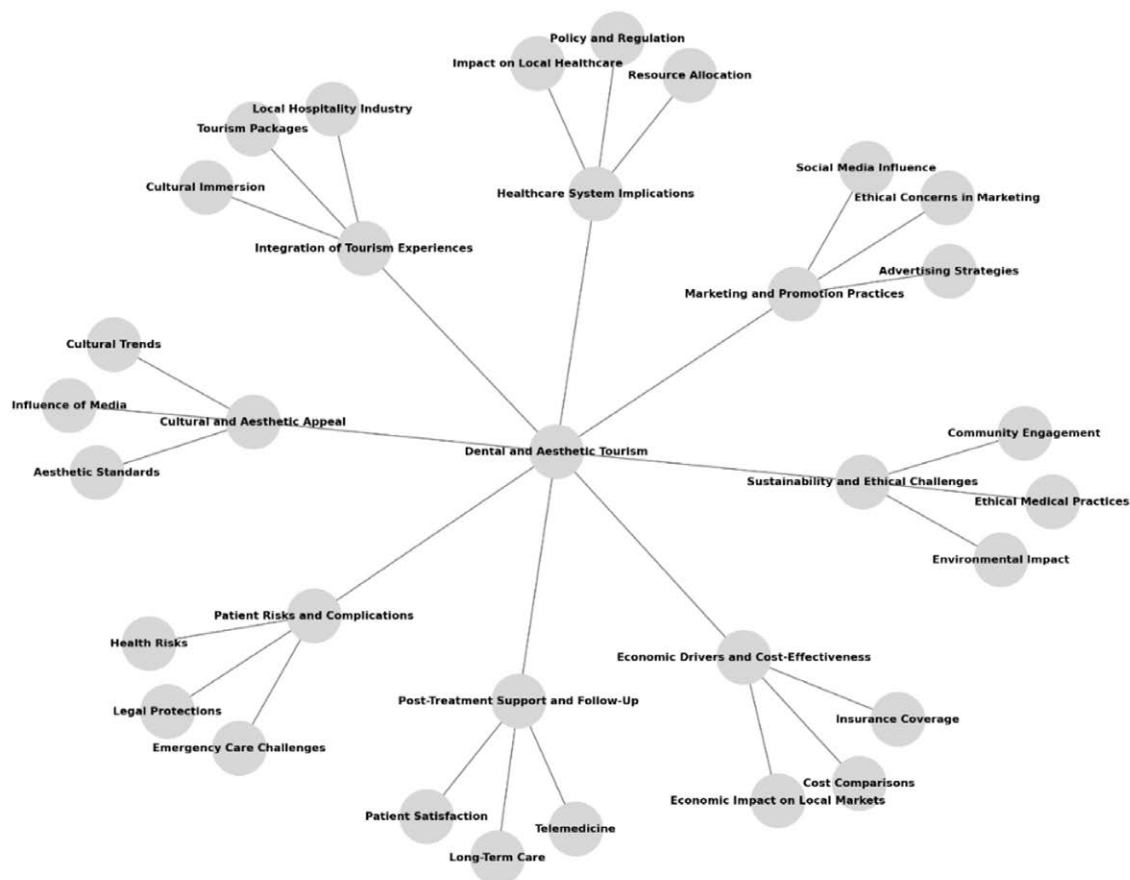 Policy and Regulation
Impact on Local Healthcare
Resource Allocation
Local Hospitality Industry
Tourism Packages
Social Media Influence
Cultural Immersion
Healthcare System Implications
Ethical Concerns in Marketing
Integration of Tourism Experiences
Advertising Strategies
Marketing and Promotion Practices
Cultural Trends
Influence of Media
Cultural and Aesthetic Appeal
Community Engagement
Dental and Aesthetic Tourism
Aesthetic Standards
Sustainability and Ethical Challenges
Ethical Medical Practices
Environmental Impact
Patient Risks and Complications
Health Risks
Economic Drivers and Cost-Effectiveness
Post-Treatment Support and Follow-Up
Legal Protections
Insurance Coverage
Emergency Care Challenges
Cost Comparisons
Economic Impact on Local Markets
Patient Satisfaction
Telemedicine
Long-Term Care